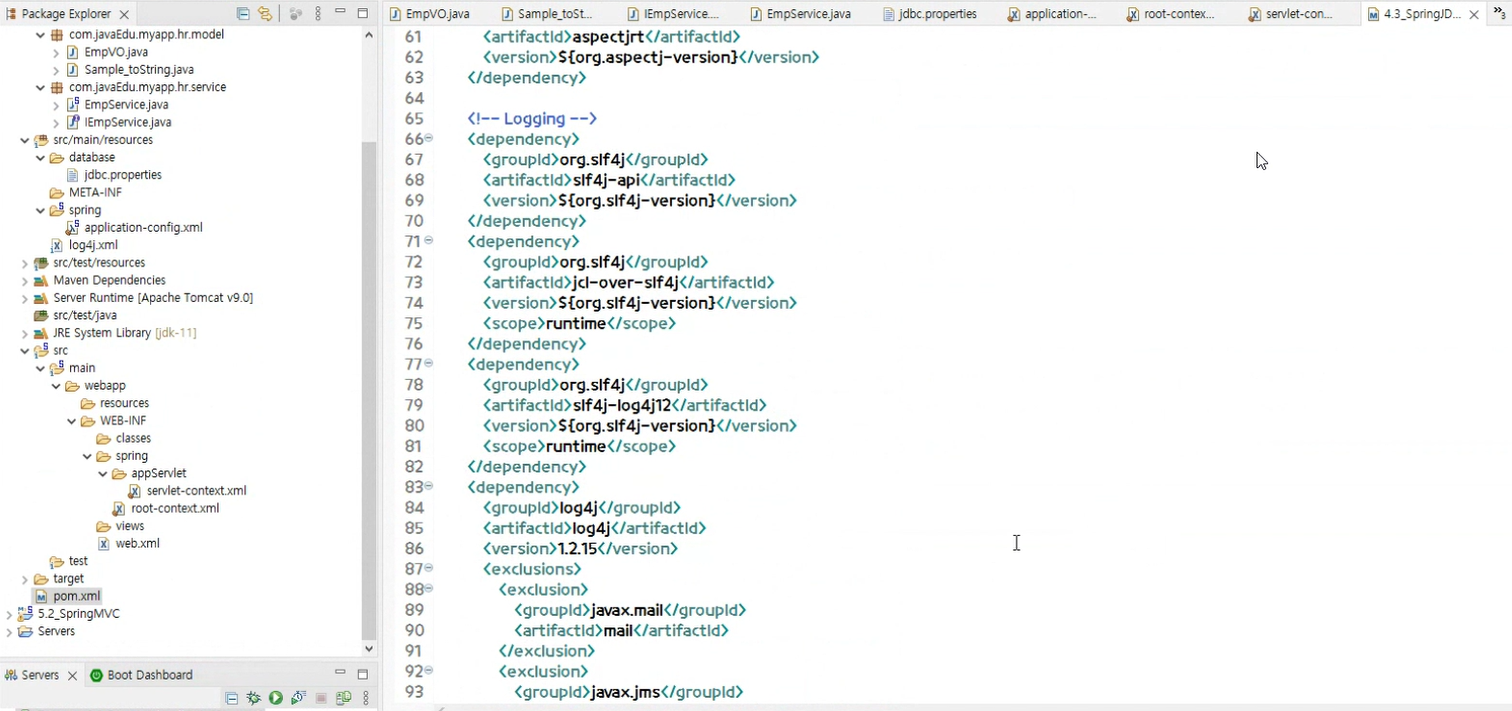 Package Explorer
com.javaEdu.myapp.hr.model
EmpVO.java
Sample_toString.java
com.javaEdu.myapp.hr.service
EmpService.java
IEmpService.java
src/main/resources
database
jdbc.properties
META-INF
spring
application-config.xml
log4j.xml
src/test/resources
Maven Dependencies
Server Runtime [Apache Tomcat v9.0]
src/test/java
JRE System Library [jdk-11]
src
main
webapp
resources
WEB-INF
classes
spring
appServlet
servlet-context.xml
root-context.xml
views
web.xml
test
target
pom.xml
5.2_SpringMVC
Servers
Servers
Boot Dashboard
EmpVO.java
Sample_toSt...
IEmpService....
EmpService.java
jdbc.properties
application-...
root-contex...
servlet-con...
4.3_SpringJD...
3
61 <artifactId>aspectjrt</artifactId>
62 <version>${org.aspectj-version}</version>
63 </dependency>
64
65 <!-- Logging -->
66 <dependency>
67 <groupId>org.slf4j</groupId>
68 <artifactId>slf4j-api</artifactId>
69 <version>${org.slf4j-version}</version>
70 </dependency>
71 <dependency>
72 <groupId>org.slf4j</groupId>
73 <artifactId>jcl-over-slf4j</artifactId>
74 <version>${org.slf4j-version}</version>
75 <scope>runtime</scope>
76 </dependency>
77 <dependency>
78 <groupId>org.slf4j</groupId>
79 <artifactId>slf4j-log4j12</artifactId>
80 <version>${org.slf4j-version}</version>
81 <scope>runtime</scope>
82 </dependency>
83 <dependency>
84 <groupId>log4j</groupId>
85 <artifactId>log4j</artifactId>
86 <version>1.2.15</version>
87 <exclusions>
88 <exclusion>
89 <groupId>javax.mail</groupId>
90 <artifactId>mail</artifactId>
91 </exclusion>
92 <exclusion>
93 <groupId>javax.jms</groupId>